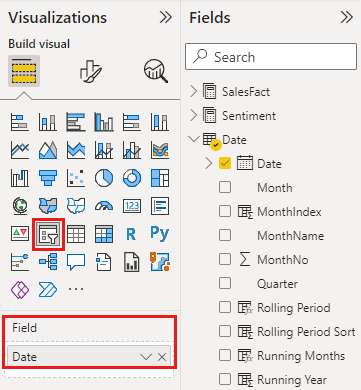 Visualizations >>
Build visual
123
R Py
...
Field
Date
Fields >>
Search
SalesFact
Sentiment
Date
Date
Month
MonthIndex
MonthName
MonthNo
Quarter
Rolling Period
Rolling Period Sort
Running Months
Running Year